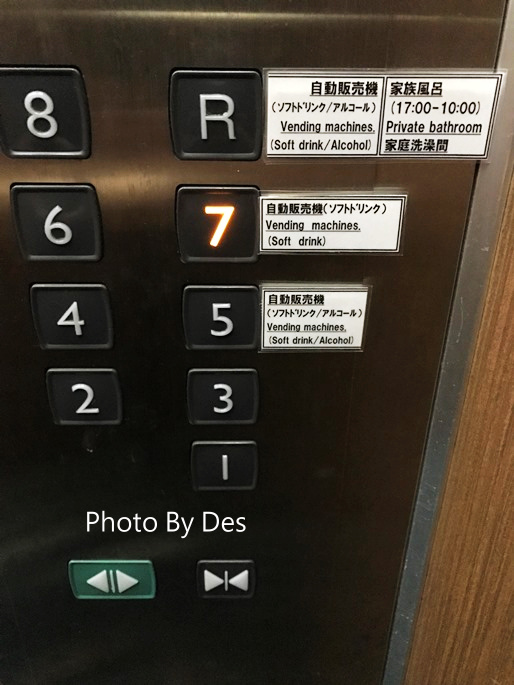 8
R
自動販売機
(ソフトドリンク/アルコール)
Vending machines.
(Soft drink/Alcohol)
家族風呂
(17:00-10:00)
Private bathroom
家庭洗澡間
6
7
自動販売機(ソフトドリンク)
Vending machines.
(Soft drink)
4
5
自動販売機
(ソフトドリンク/アルコール)
Vending machines.
(Soft drink/Alcohol)
2
3
1
Photo By Des